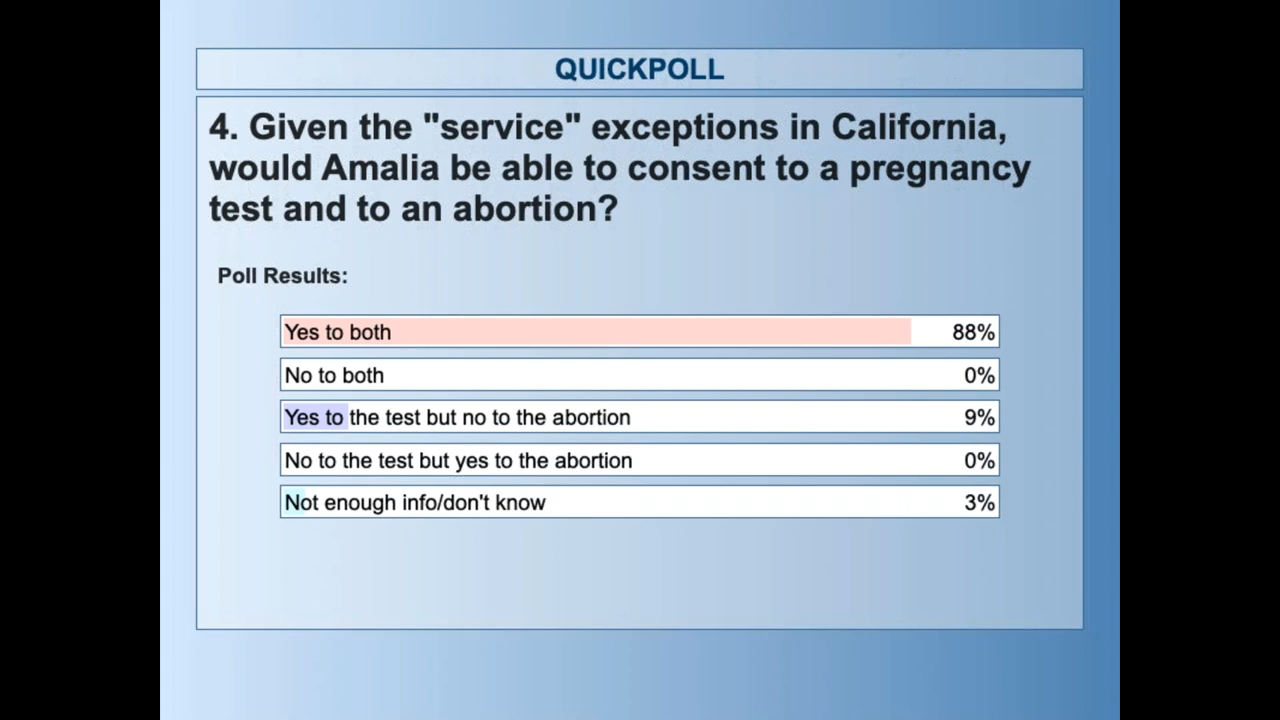 QUICKPOLL
4. Given the "service" exceptions in California,
would Amalia be able to consent to a pregnancy
test and to an abortion?
Poll Results:
Yes to both 88%
No to both 0%
Yes to the test but no to the abortion 9%
No to the test but yes to the abortion 0%
Not enough info/don't know 3%